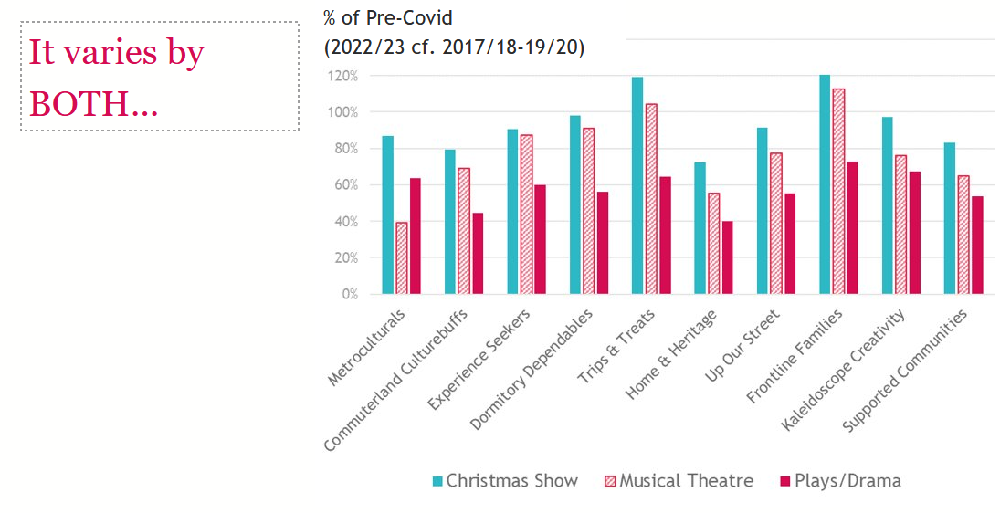 It varies by
BOTH...
% of Pre-Covid
(2022/23 cf. 2017/18-19/20)
120%
100%
80%
60%
40%
20%
0%
Metroculturals
Commuterland Culturebuffs
Experience Seekers
Dormitory Dependables
Trips & Treats
Home & Heritage
Up Our Street
Frontline Families
Kaleidoscope Creativity
Supported Communities
Christmas Show
Musical Theatre
Plays/Drama